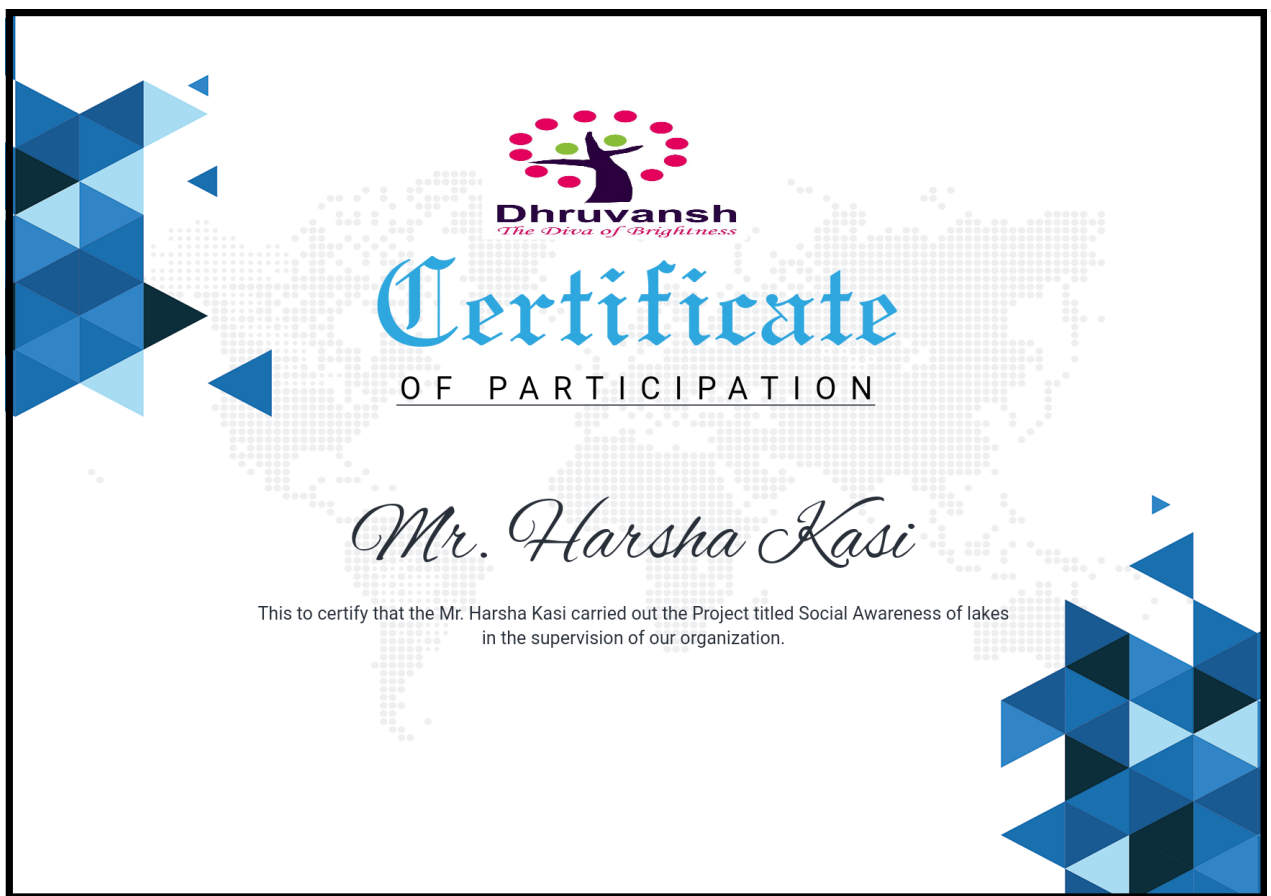 Dhruvansh
The Diva of Brightness
Certificate
OF PARTICIPATION
Mr. Harsha Kasi
This to certify that the Mr. Harsha Kasi carried out the Project titled Social Awareness of lakes
in the supervision of our organization.